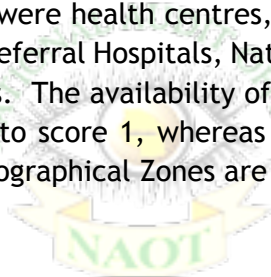 were health centres,
eferral Hospitals, Nat
s. The availability of
to score 1, whereas
ographical Zones are
NAOT